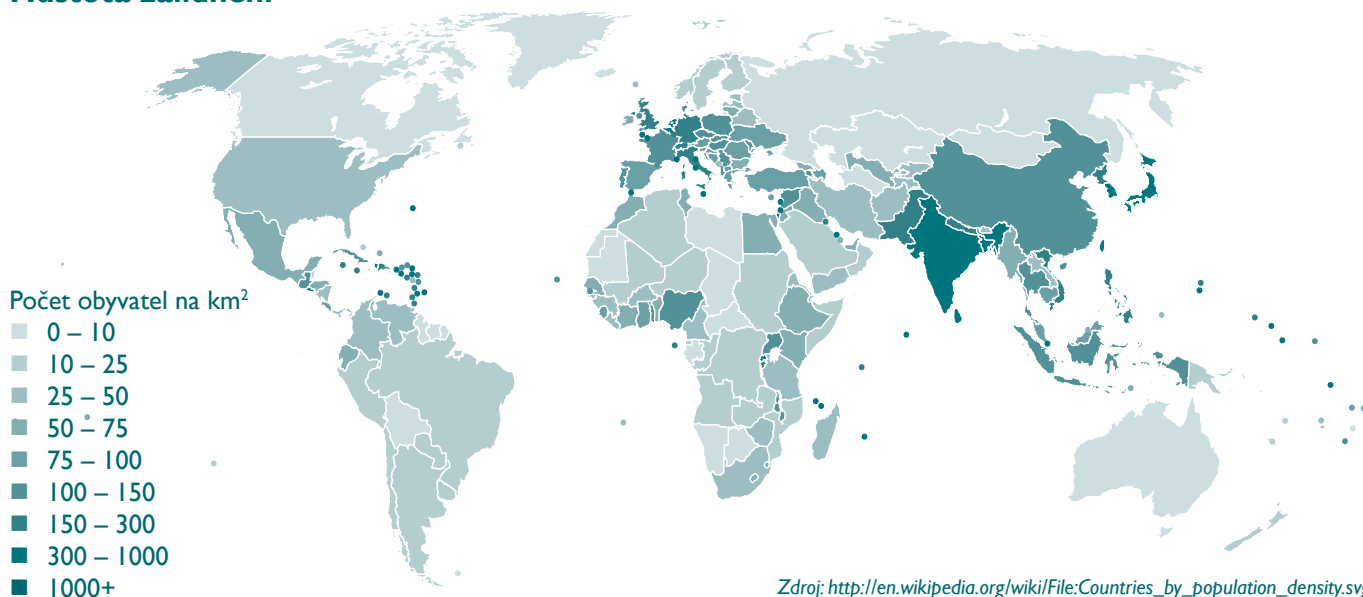 Počet obyvatel na km²
0 – 10
10 – 25
25 – 50
50 – 75
75 – 100
100 – 150
150 – 300
300 – 1000
1000+
Zdroj: http://en.wikipedia.org/wiki/File:Countries_by_population_density.svg